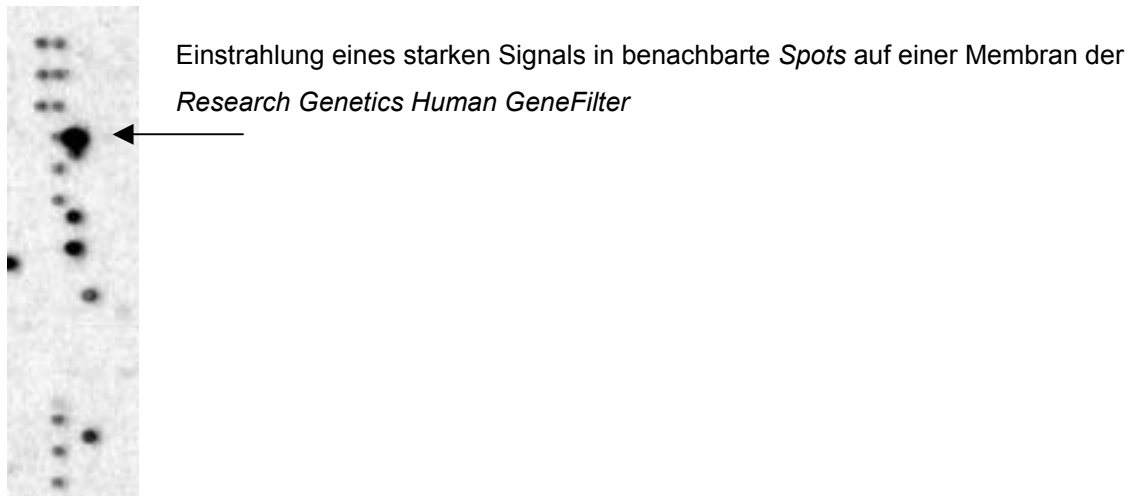 Einstrahlung eines starken Signals in benachbarte Spots auf einer Membran der
Research Genetics Human GeneFilter